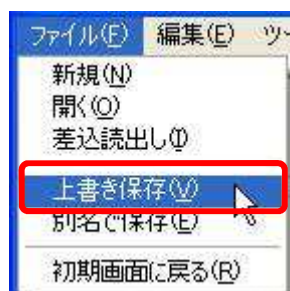 ファイル(F) 編集(E) ツ
新規(N)
開く(O)
差込読出し(I)
上書き保存(V)
別名で保存(E)
初期画面に戻る(R)